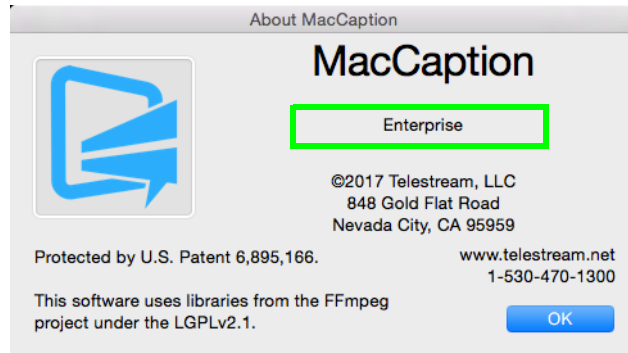 About MacCaption
MacCaption
Enterprise
©2017 Telestream, LLC
848 Gold Flat Road
Nevada City, CA 95959
Protected by U.S. Patent 6,895,166.
www.telestream.net
1-530-470-1300
This software uses libraries from the FFmpeg
project under the LGPLv2.1.
OK